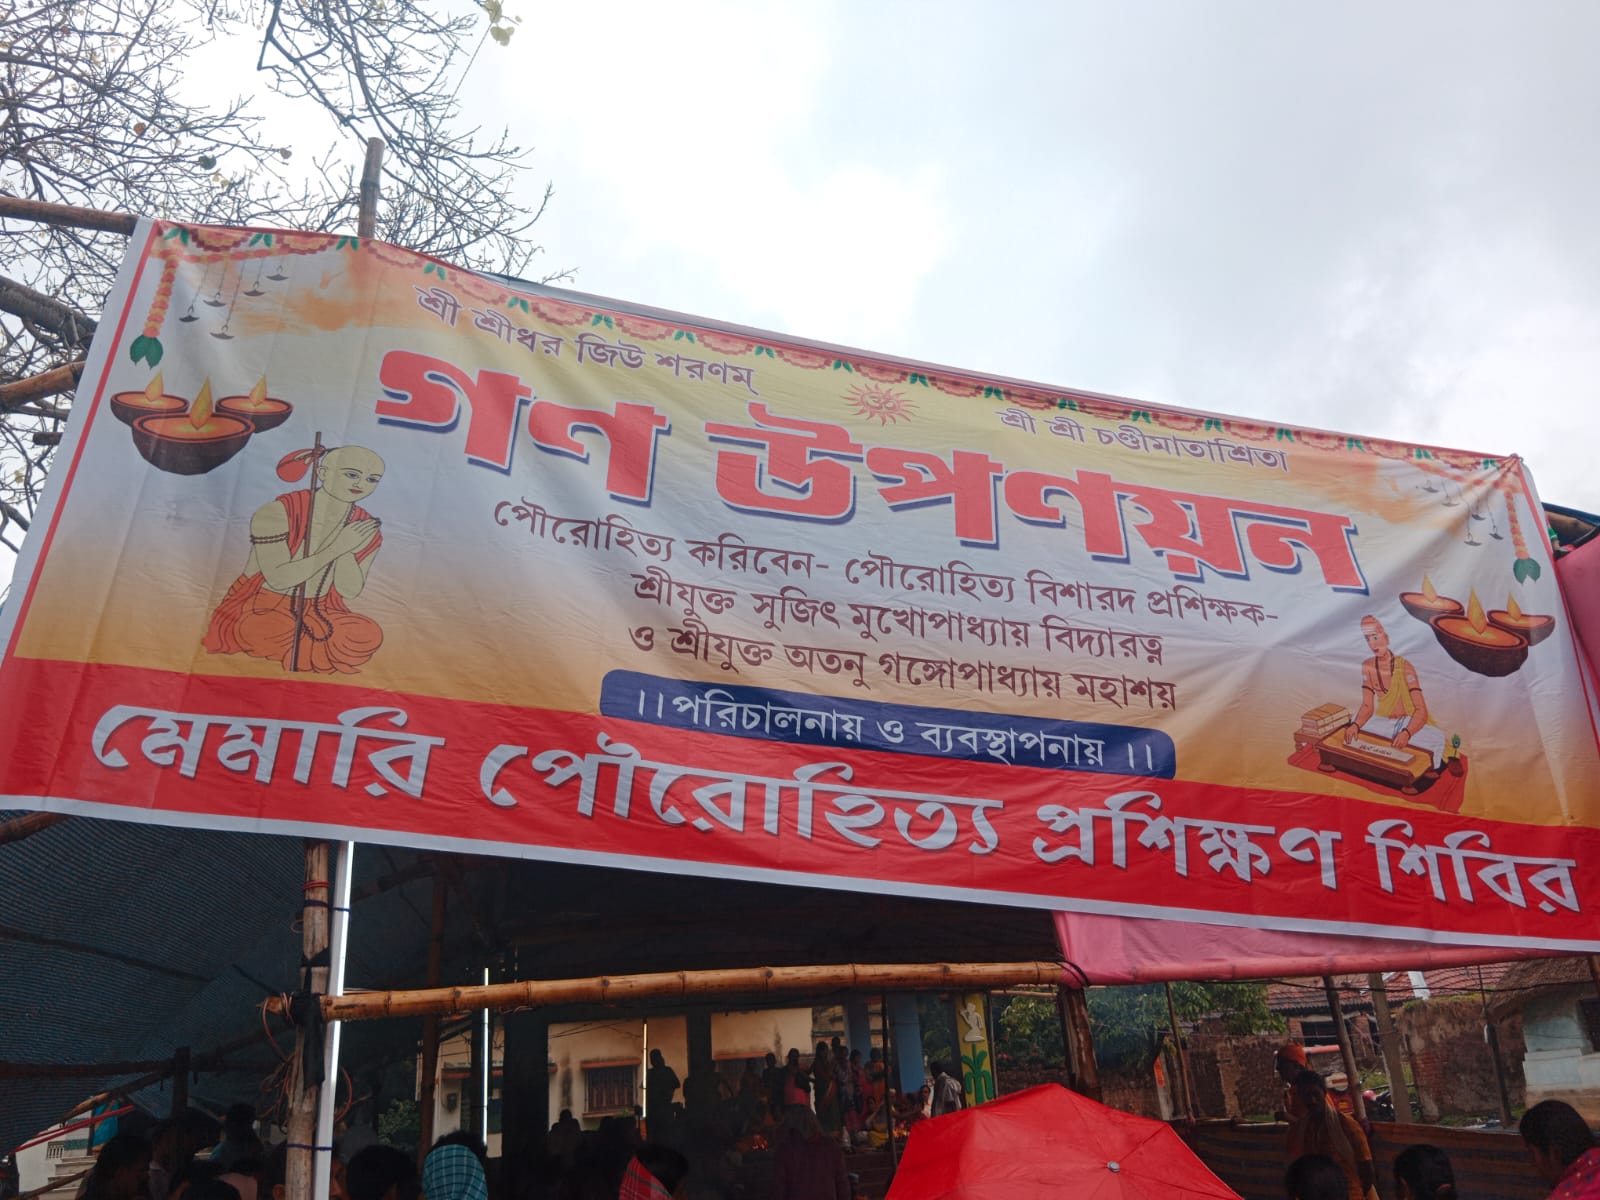 শ্রী শ্রীধর জিউ শরণম্
ॐ
শ্রী শ্রী চণ্ডীমাতাশ্রিতা
গণ উপণয়ন
পৌরোহিত্য করিবেন- পৌরোহিত্য বিশারদ প্রশিক্ষক-
শ্রীযুক্ত সুজিৎ মুখোপাধ্যায় বিদ্যারত্ন
ও শ্রীযুক্ত অতনু গঙ্গোপাধ্যায় মহাশয়
।।পরিচালনায় ও ব্যবস্থাপনায় ।।
মেমারি পৌরোহিত্য প্রশিক্ষণ শিবির